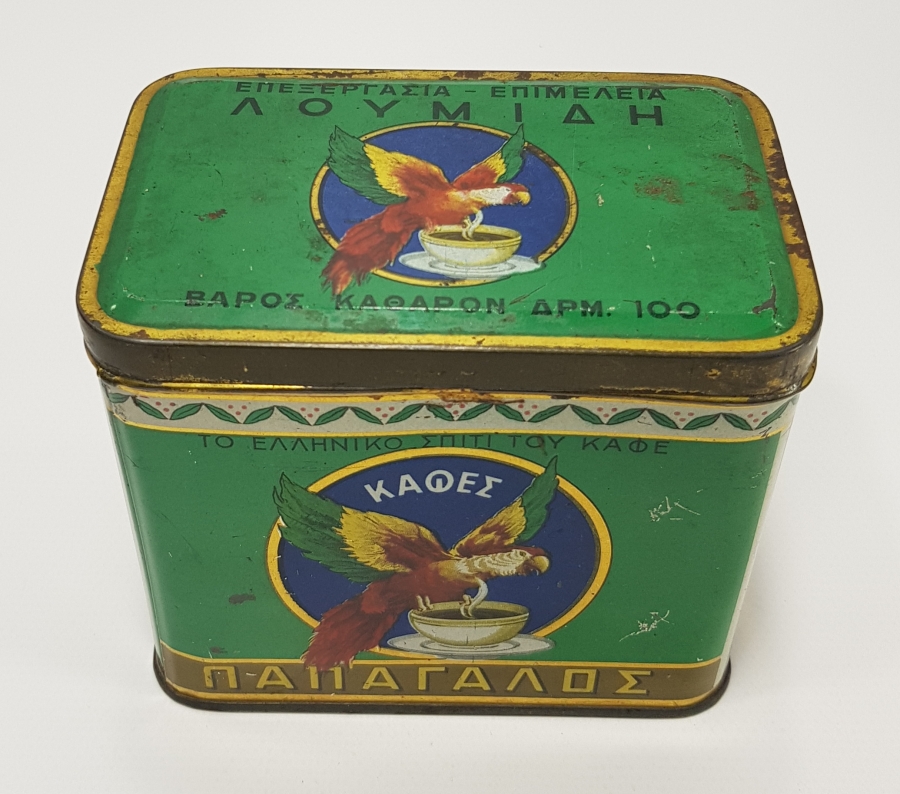 ΕΠΕΞΕΡΓΑΣΙΑ - ΕΠΙΜΕΛΕΙΑ
ΛΟΥΜΙΔΗ
ΒΑΡΟΣ ΚΑΘΑΡΟΝ ΔΡΜ. 100
ΤΟ ΕΛΛΗΝΙΚΟ ΣΠΙΤΙ ΤΟΥ ΚΑΦΕ
ΚΑΦΕΣ
ΠΑΠΑΓΑΛΟΣ